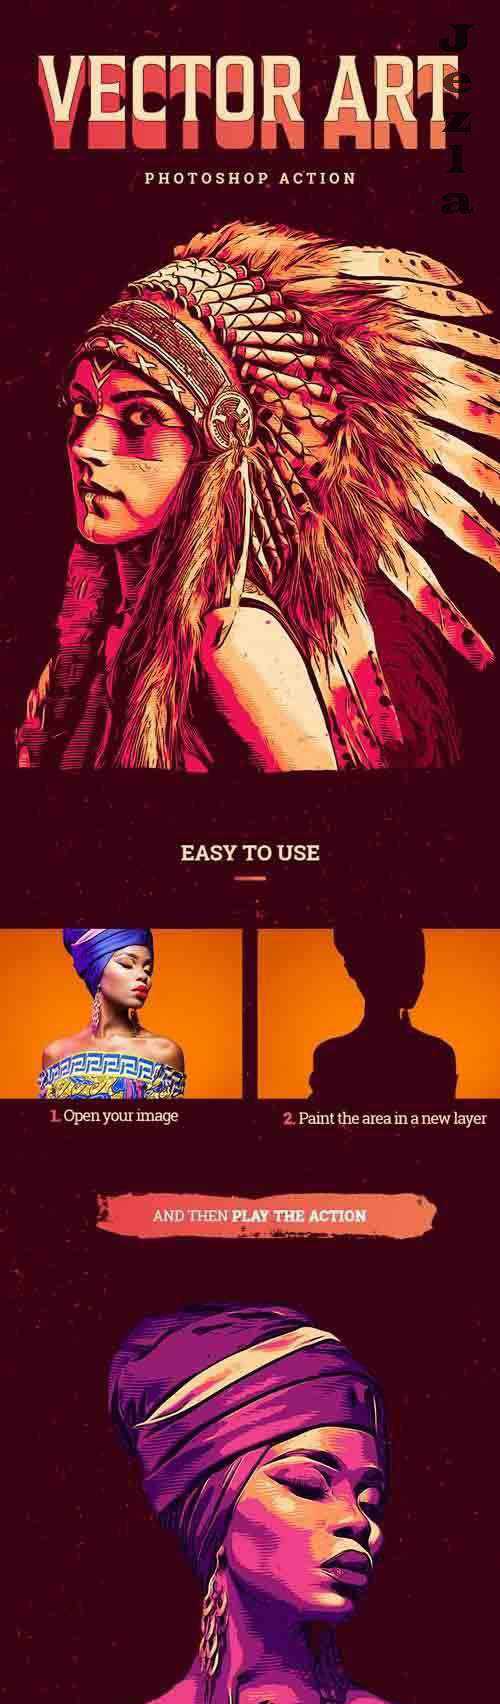 VECTOR ART
PHOTOSHOP ACTION
Jezia
EASY TO USE
1. Open your image
2. Paint the area in a new layer
AND THEN PLAY THE ACTION